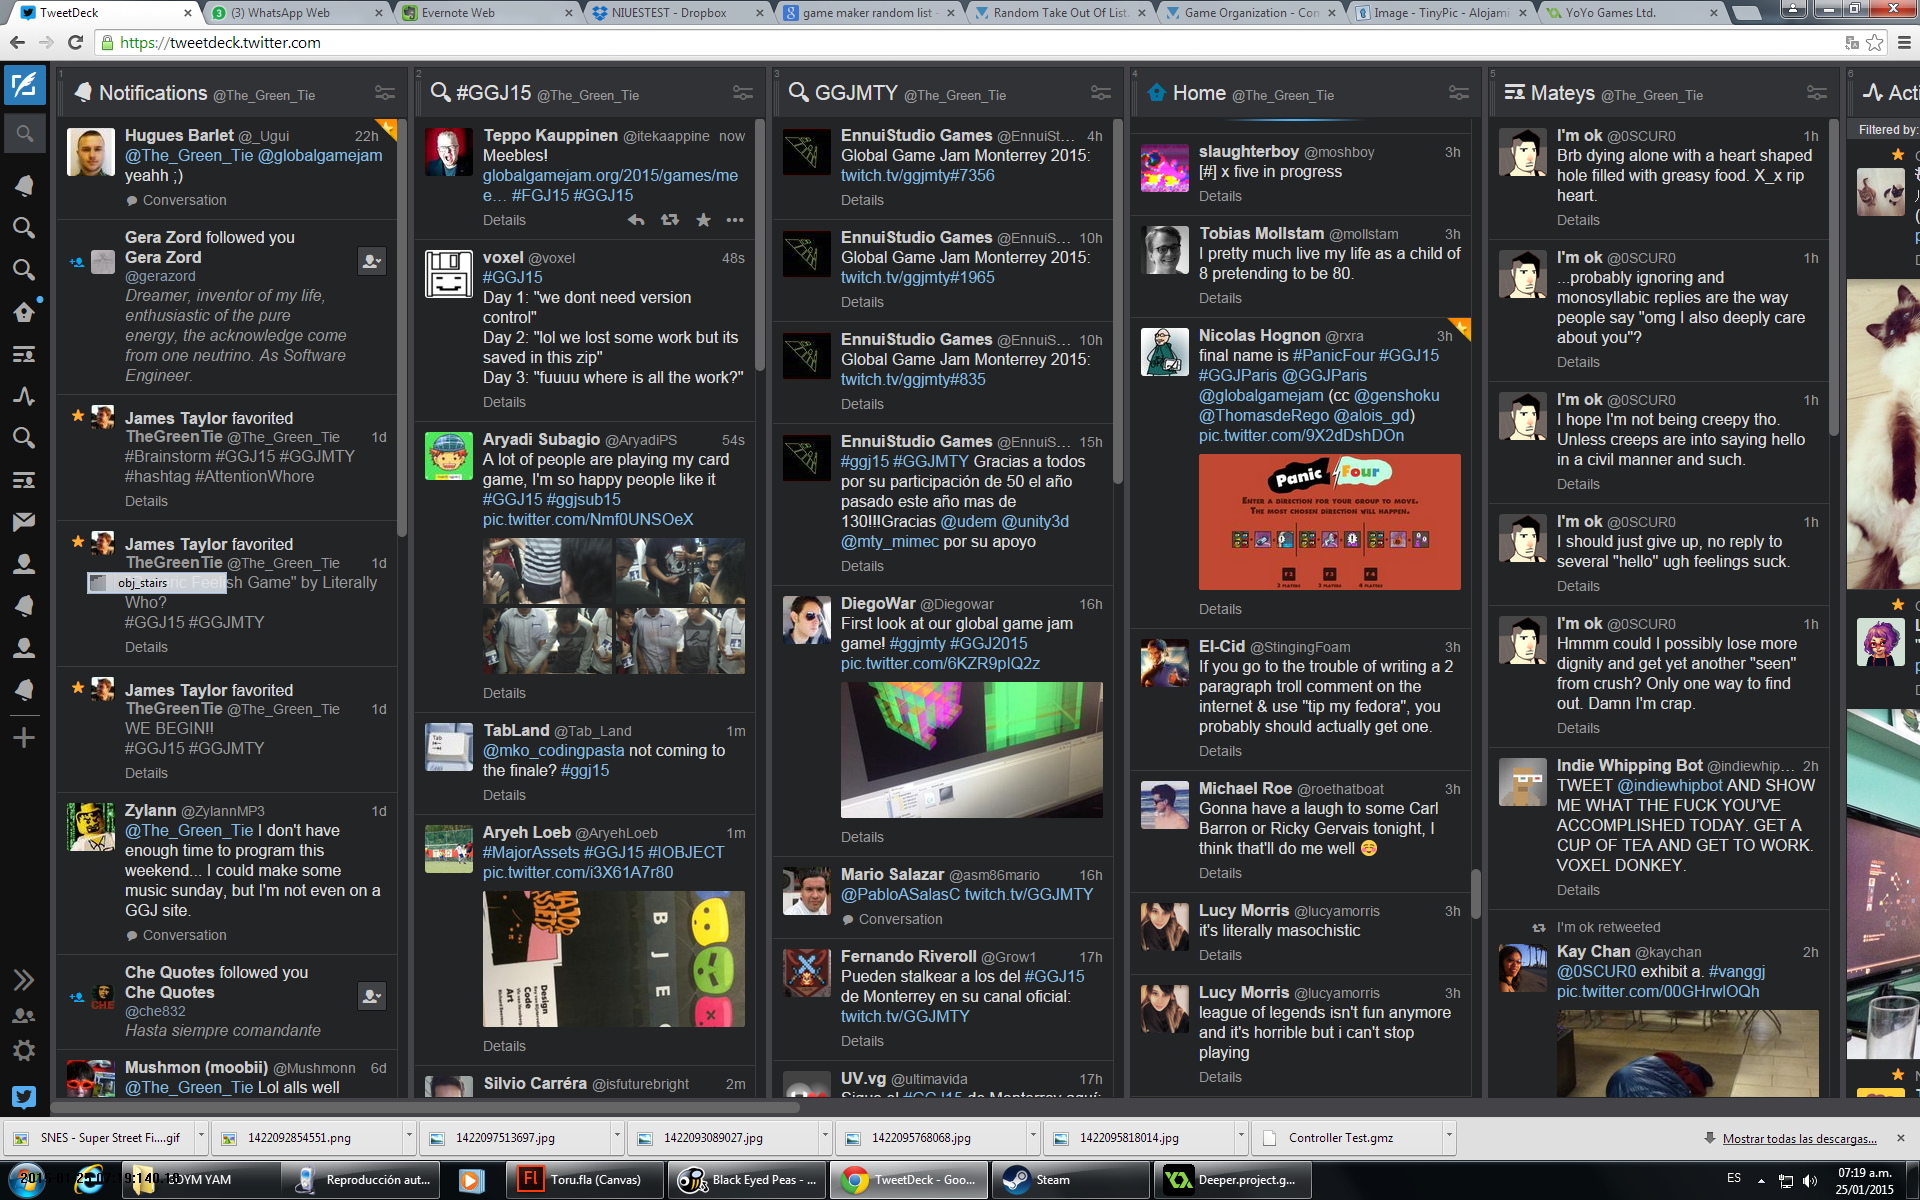 TweetDeck
(3) WhatsApp Web
Evernote Web
NIUESTEST - Dropbox
game maker random list -
Random Take Out Of List.
Game Organization - Con
Image - TinyPic - Alojami
YoYo Games Ltd.
https://tweetdeck.twitter.com
1
Notifications @The_Green_Tie
Hugues Barlet @_Ugui 22h
@The_Green_Tie @globalgamejam
yeahh ;)
Conversation
Gera Zord followed you
Gera Zord
@gerazord
Dreamer, inventor of my life,
enthusiastic of the pure
energy, the acknowledge come
from one neutrino. As Software
Engineer.
James Taylor favorited
TheGreenTie @The_Green_Tie 1d
#Brainstorm #GGJ15 #GGJMTY
#hashtag #AttentionWhore
Details
James Taylor favorited
TheGreenTie @The_Green_Tie 1d
obj_stairs
Game" by Literally
Who?
#GGJ15 #GGJMTY
Details
James Taylor favorited
TheGreenTie @The_Green_Tie 1d
WE BEGIN!!
#GGJ15 #GGJMTY
Details
Zylann @ZylannMP3 1d
@The_Green_Tie I don't have
enough time to program this
weekend... I could make some
music sunday, but I'm not even on a
GGJ site.
Conversation
Che Quotes followed you
Che Quotes
@che832
Hasta siempre comandante
CHE
Mushmon (moobii) @Mushmonn 6d
@The_Green_Tie Lol alls well
2
#GGJ15 @The_Green_Tie
Teppo Kauppinen @itekaappine now
Meebles!
globalgamejam.org/2015/games/me
e… #FGJ15 #GGJ15
Details
voxel @voxel 48s
#GGJ15
Day 1: "we dont need version
control"
Day 2: "lol we lost some work but its
saved in this zip"
Day 3: "fuuuu where is all the work?"
Details
Aryadi Subagio @AryadiPS 54s
A lot of people are playing my card
game, I'm so happy people like it
#GGJ15 #ggjsub15
pic.twitter.com/Nmf0UNSOeX
Details
TabLand @Tab_Land 1m
Tab
@mko_codingpasta not coming to
the finale? #ggj15
Details
Aryeh Loeb @AryehLoeb 1m
#MajorAssets #GGJ15 #IOBJECT
pic.twitter.com/i3X61A7r80
MAJOR
ASSETS
Design
Code
Art
B J E
Details
Silvio Carréra @isfuturebright 2m
3
GGJMTY @The_Green_Tie
EnnuiStudio Games @EnnuiSt… 4h
Global Game Jam Monterrey 2015:
twitch.tv/ggjmty#7356
Details
EnnuiStudio Games @EnnuiS… 10h
Global Game Jam Monterrey 2015:
twitch.tv/ggjmty#1965
Details
EnnuiStudio Games @EnnuiS… 10h
Global Game Jam Monterrey 2015:
twitch.tv/ggjmty#835
Details
EnnuiStudio Games @EnnuiS… 15h
#ggj15 #GGJMTY Gracias a todos
por su participación de 50 el año
pasado este año mas de
130!!!Gracias @udem @unity3d
@mty_mimec por su apoyo
Details
DiegoWar @Diegowar 16h
First look at our global game jam
game! #ggjmty #GGJ2015
pic.twitter.com/6KZR9pIQ2z
Details
Mario Salazar @asm86mario 16h
@PabloASalasC twitch.tv/GGJMTY
Conversation
Fernando Riveroll @Grow1 17h
Pueden stalkear a los del #GGJ15
de Monterrey en su canal oficial:
twitch.tv/GGJMTY
Details
UV.vg @ultimavida 17h
Sigue el #GGJ15 de Monterrey aquí:
4
Home @The_Green_Tie
slaughterboy @moshboy 3h
[#] x five in progress
Details
Tobias Mollstam @mollstam 3h
I pretty much live my life as a child of
8 pretending to be 80.
Details
Nicolas Hognon @rxra 3h
final name is #PanicFour #GGJ15
#GGJParis @GGJParis
@globalgamejam (cc @genshoku
@ThomasdeRego @alois_gd)
pic.twitter.com/9X2dDshDOn
Panic Four
Enter a direction for your group to move.
The most chosen direction will happen.
F2 F3 F4
2 players 3 players 4 players
Details
El-Cid @StingingFoam 3h
If you go to the trouble of writing a 2
paragraph troll comment on the
internet & use "tip my fedora", you
probably should actually get one.
Details
Michael Roe @roethatboat 3h
Gonna have a laugh to some Carl
Barron or Ricky Gervais tonight, I
think that'll do me well ☺
Details
Lucy Morris @lucyamorris 3h
it's literally masochistic
Details
Lucy Morris @lucyamorris 3h
league of legends isn't fun anymore
and it's horrible but i can't stop
playing
Details
5
Mateys @The_Green_Tie
I'm ok @0SCUR0 1h
Brb dying alone with a heart shaped
hole filled with greasy food. X_x rip
heart.
Details
I'm ok @0SCUR0 1h
...probably ignoring and
monosyllabic replies are the way
people say "omg I also deeply care
about you"?
Details
I'm ok @0SCUR0 1h
I hope I'm not being creepy tho.
Unless creeps are into saying hello
in a civil manner and such.
Details
I'm ok @0SCUR0 1h
I should just give up, no reply to
several "hello" ugh feelings suck.
Details
I'm ok @0SCUR0 1h
Hmmm could I possibly lose more
dignity and get yet another "seen"
from crush? Only one way to find
out. Damn I'm crap.
Details
Indie Whipping Bot @indiewhip… 2h
TWEET @indiewhipbot AND SHOW
ME WHAT THE FUCK YOU'VE
ACCOMPLISHED TODAY. GET A
CUP OF TEA AND GET TO WORK.
VOXEL DONKEY.
Details
I'm ok retweeted
Kay Chan @kaychan 2h
@0SCUR0 exhibit a. #vanggj
pic.twitter.com/00GHrwlOQh
6
Acti
Filtered by:
SNES - Super Street Fi....gif
1422092854551.png
1422097513697.jpg
1422093089027.jpg
1422095768068.jpg
1422095818014.jpg
Controller Test.gmz
Mostrar todas las descargas...
BOYM YAM
Reproducción aut...
Toru.fla (Canvas)
Black Eyed Peas - ...
TweetDeck - Goo...
Steam
Deeper.project.g...
ES
07:19 a.m.
25/01/2015